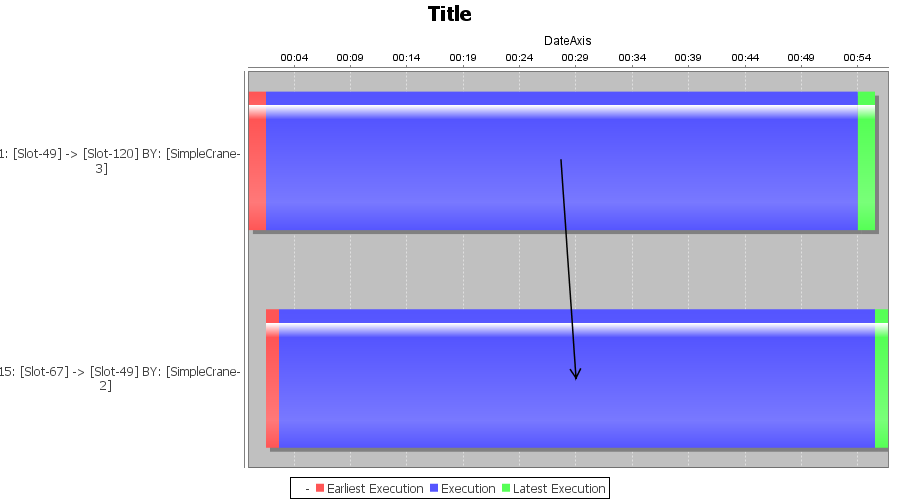 Title
DateAxis
00:04 00:09 00:14 00:19 00:24 00:29 00:34 00:39 00:44 00:49 00:54
1: [Slot-49] -> [Slot-120] BY: [SimpleCrane-
3]
15: [Slot-67] -> [Slot-49] BY: [SimpleCrane-
2]
- Earliest Execution Execution Latest Execution